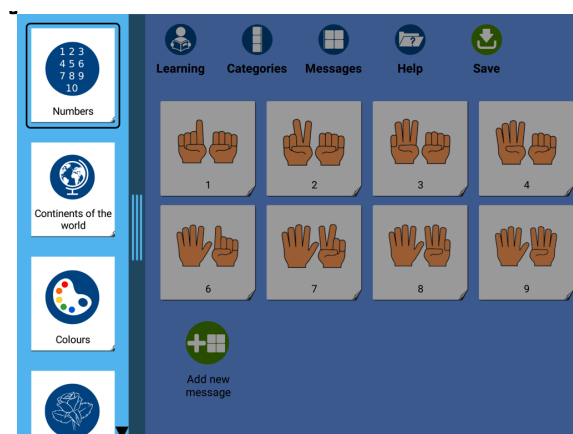 1 2 3
4 5 6
7 8 9
10
Numbers
Continents of the
world
Colours
Learning
Categories
Messages
Help
Save
1
2
3
4
6
7
8
9
Add new
message